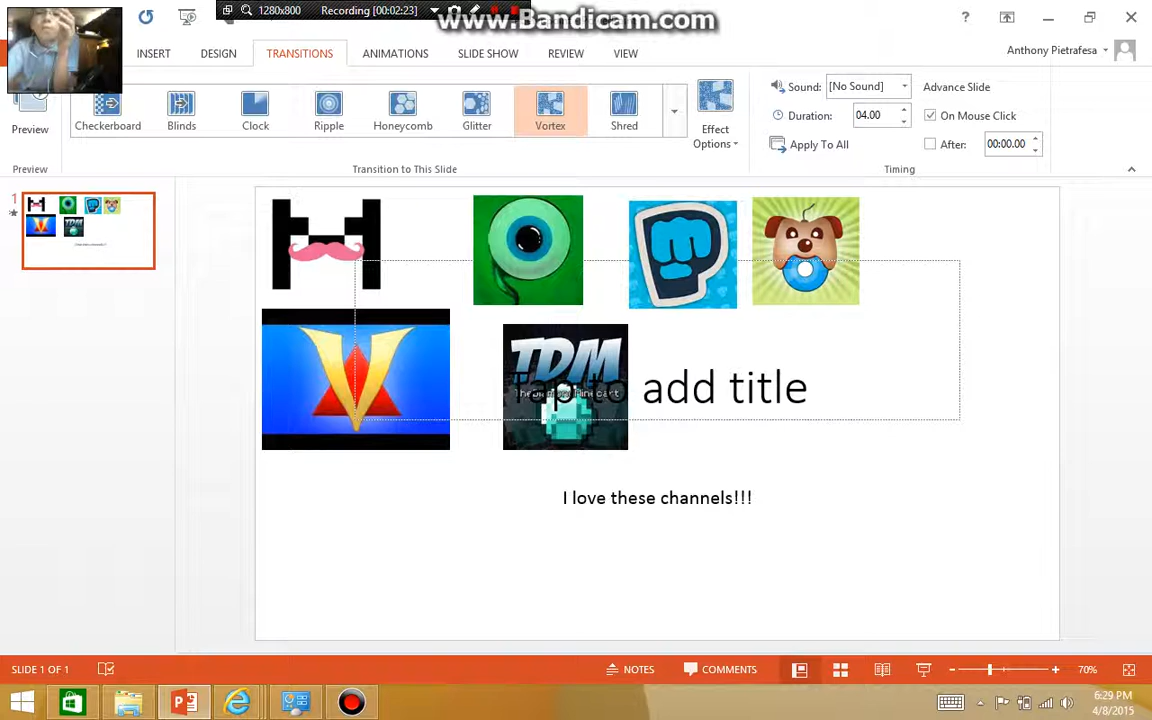 1280x800 Recording [00:02:23]
www.Bandicam.com
INSERT DESIGN TRANSITIONS ANIMATIONS SLIDE SHOW REVIEW VIEW
Anthony Pietrafesa
Preview
Checkerboard Blinds Clock Ripple Honeycomb Glitter Vortex Shred
Effect
Options
Sound: [No Sound]
Duration: 04.00
Apply To All
Advance Slide
On Mouse Click
After: 00:00.00
Preview
Transition to This Slide
Timing
1
TDM
TheDiamondMinecart
Tap to add title
I love these channels!!!
SLIDE 1 OF 1
NOTES
COMMENTS
70%
6:29 PM
4/8/2015